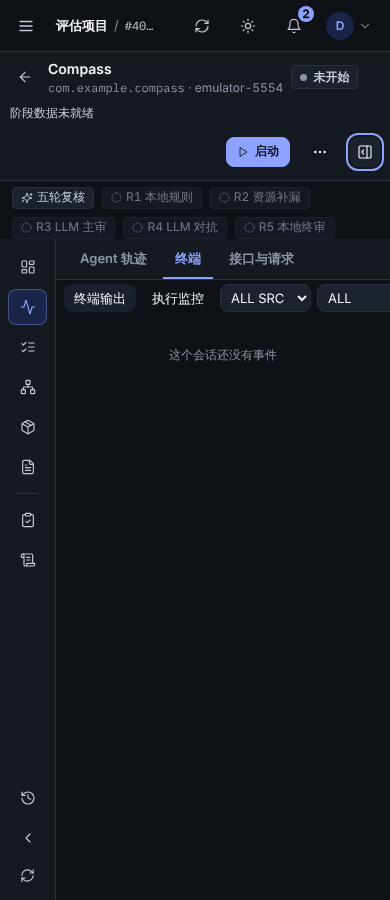 评估项目 / #40…
2
D
Compass
com.example.compass · emulator-5554
未开始
阶段数据未就绪
启动
五轮复核
R1 本地规则
R2 资源补漏
R3 LLM 主审
R4 LLM 对抗
R5 本地终审
Agent 轨迹
终端
接口与请求
终端输出
执行监控
ALL SRC
ALL
这个会话还没有事件